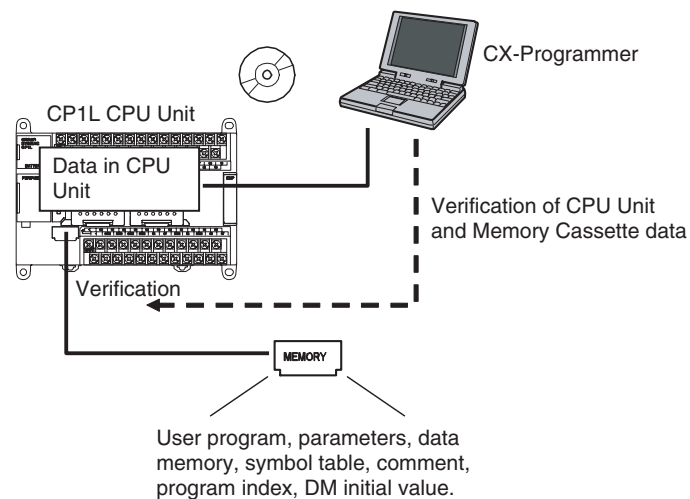 CX-Programmer
CP1L CPU Unit
Data in CPU
Unit
Verification of CPU Unit
and Memory Cassette data
Verification
MEMORY
User program, parameters, data
memory, symbol table, comment,
program index, DM initial value.